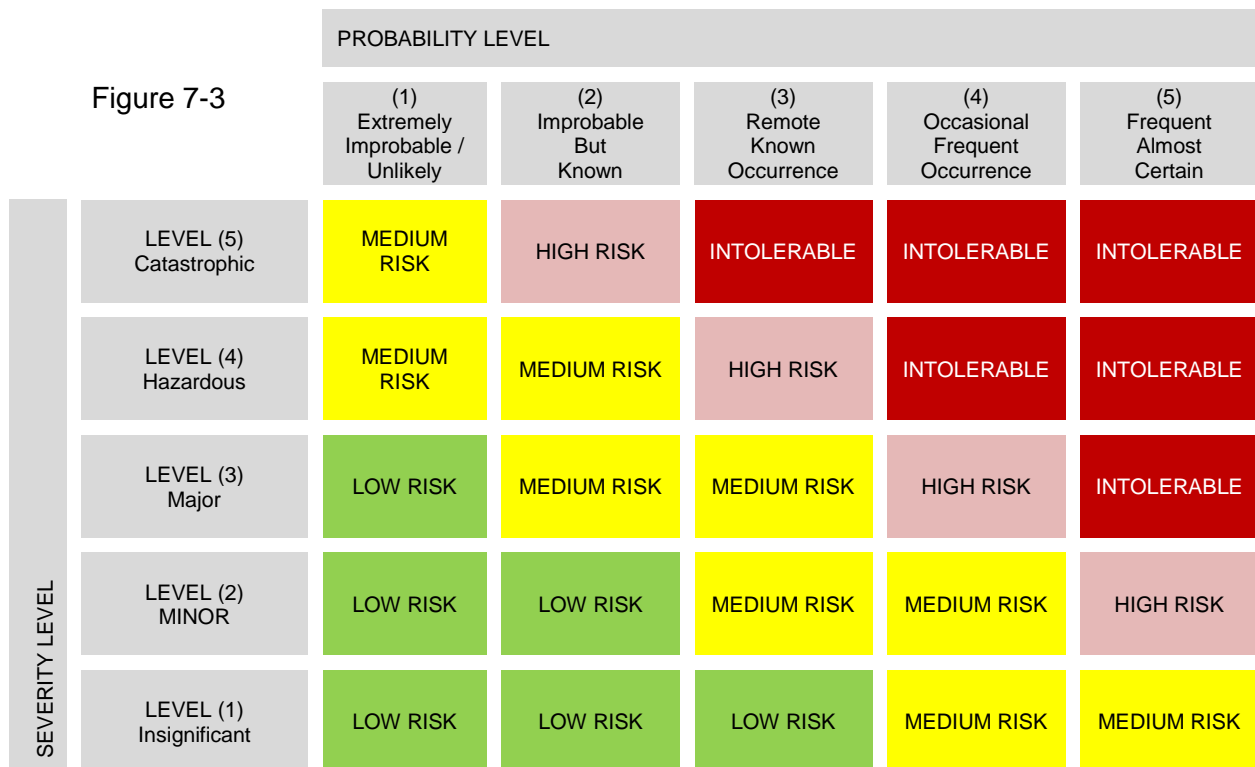 PROBABILITY LEVEL
Figure 7-3
(1)
Extremely
Improbable /
Unlikely
(2)
Improbable
But
Known
(3)
Remote
Known
Occurrence
(4)
Occasional
Frequent
Occurrence
(5)
Frequent
Almost
Certain
SEVERITY LEVEL
LEVEL (5)
Catastrophic
MEDIUM
RISK
HIGH RISK
INTOLERABLE
INTOLERABLE
INTOLERABLE
LEVEL (4)
Hazardous
MEDIUM
RISK
MEDIUM RISK
HIGH RISK
INTOLERABLE
INTOLERABLE
LEVEL (3)
Major
LOW RISK
MEDIUM RISK
MEDIUM RISK
HIGH RISK
INTOLERABLE
LEVEL (2)
MINOR
LOW RISK
LOW RISK
MEDIUM RISK
MEDIUM RISK
HIGH RISK
LEVEL (1)
Insignificant
LOW RISK
LOW RISK
LOW RISK
MEDIUM RISK
MEDIUM RISK